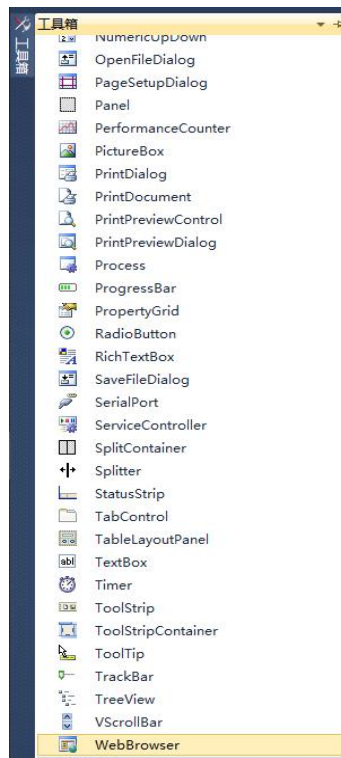 工具箱
工具箱
NumericUpDown
OpenFileDialog
PageSetupDialog
Panel
PerformanceCounter
PictureBox
PrintDialog
PrintDocument
PrintPreviewControl
PrintPreviewDialog
Process
ProgressBar
PropertyGrid
RadioButton
RichTextBox
SaveFileDialog
SerialPort
ServiceController
SplitContainer
Splitter
StatusStrip
TabControl
TableLayoutPanel
abl TextBox
Timer
ToolStrip
ToolStripContainer
ToolTip
TrackBar
TreeView
VScrollBar
WebBrowser